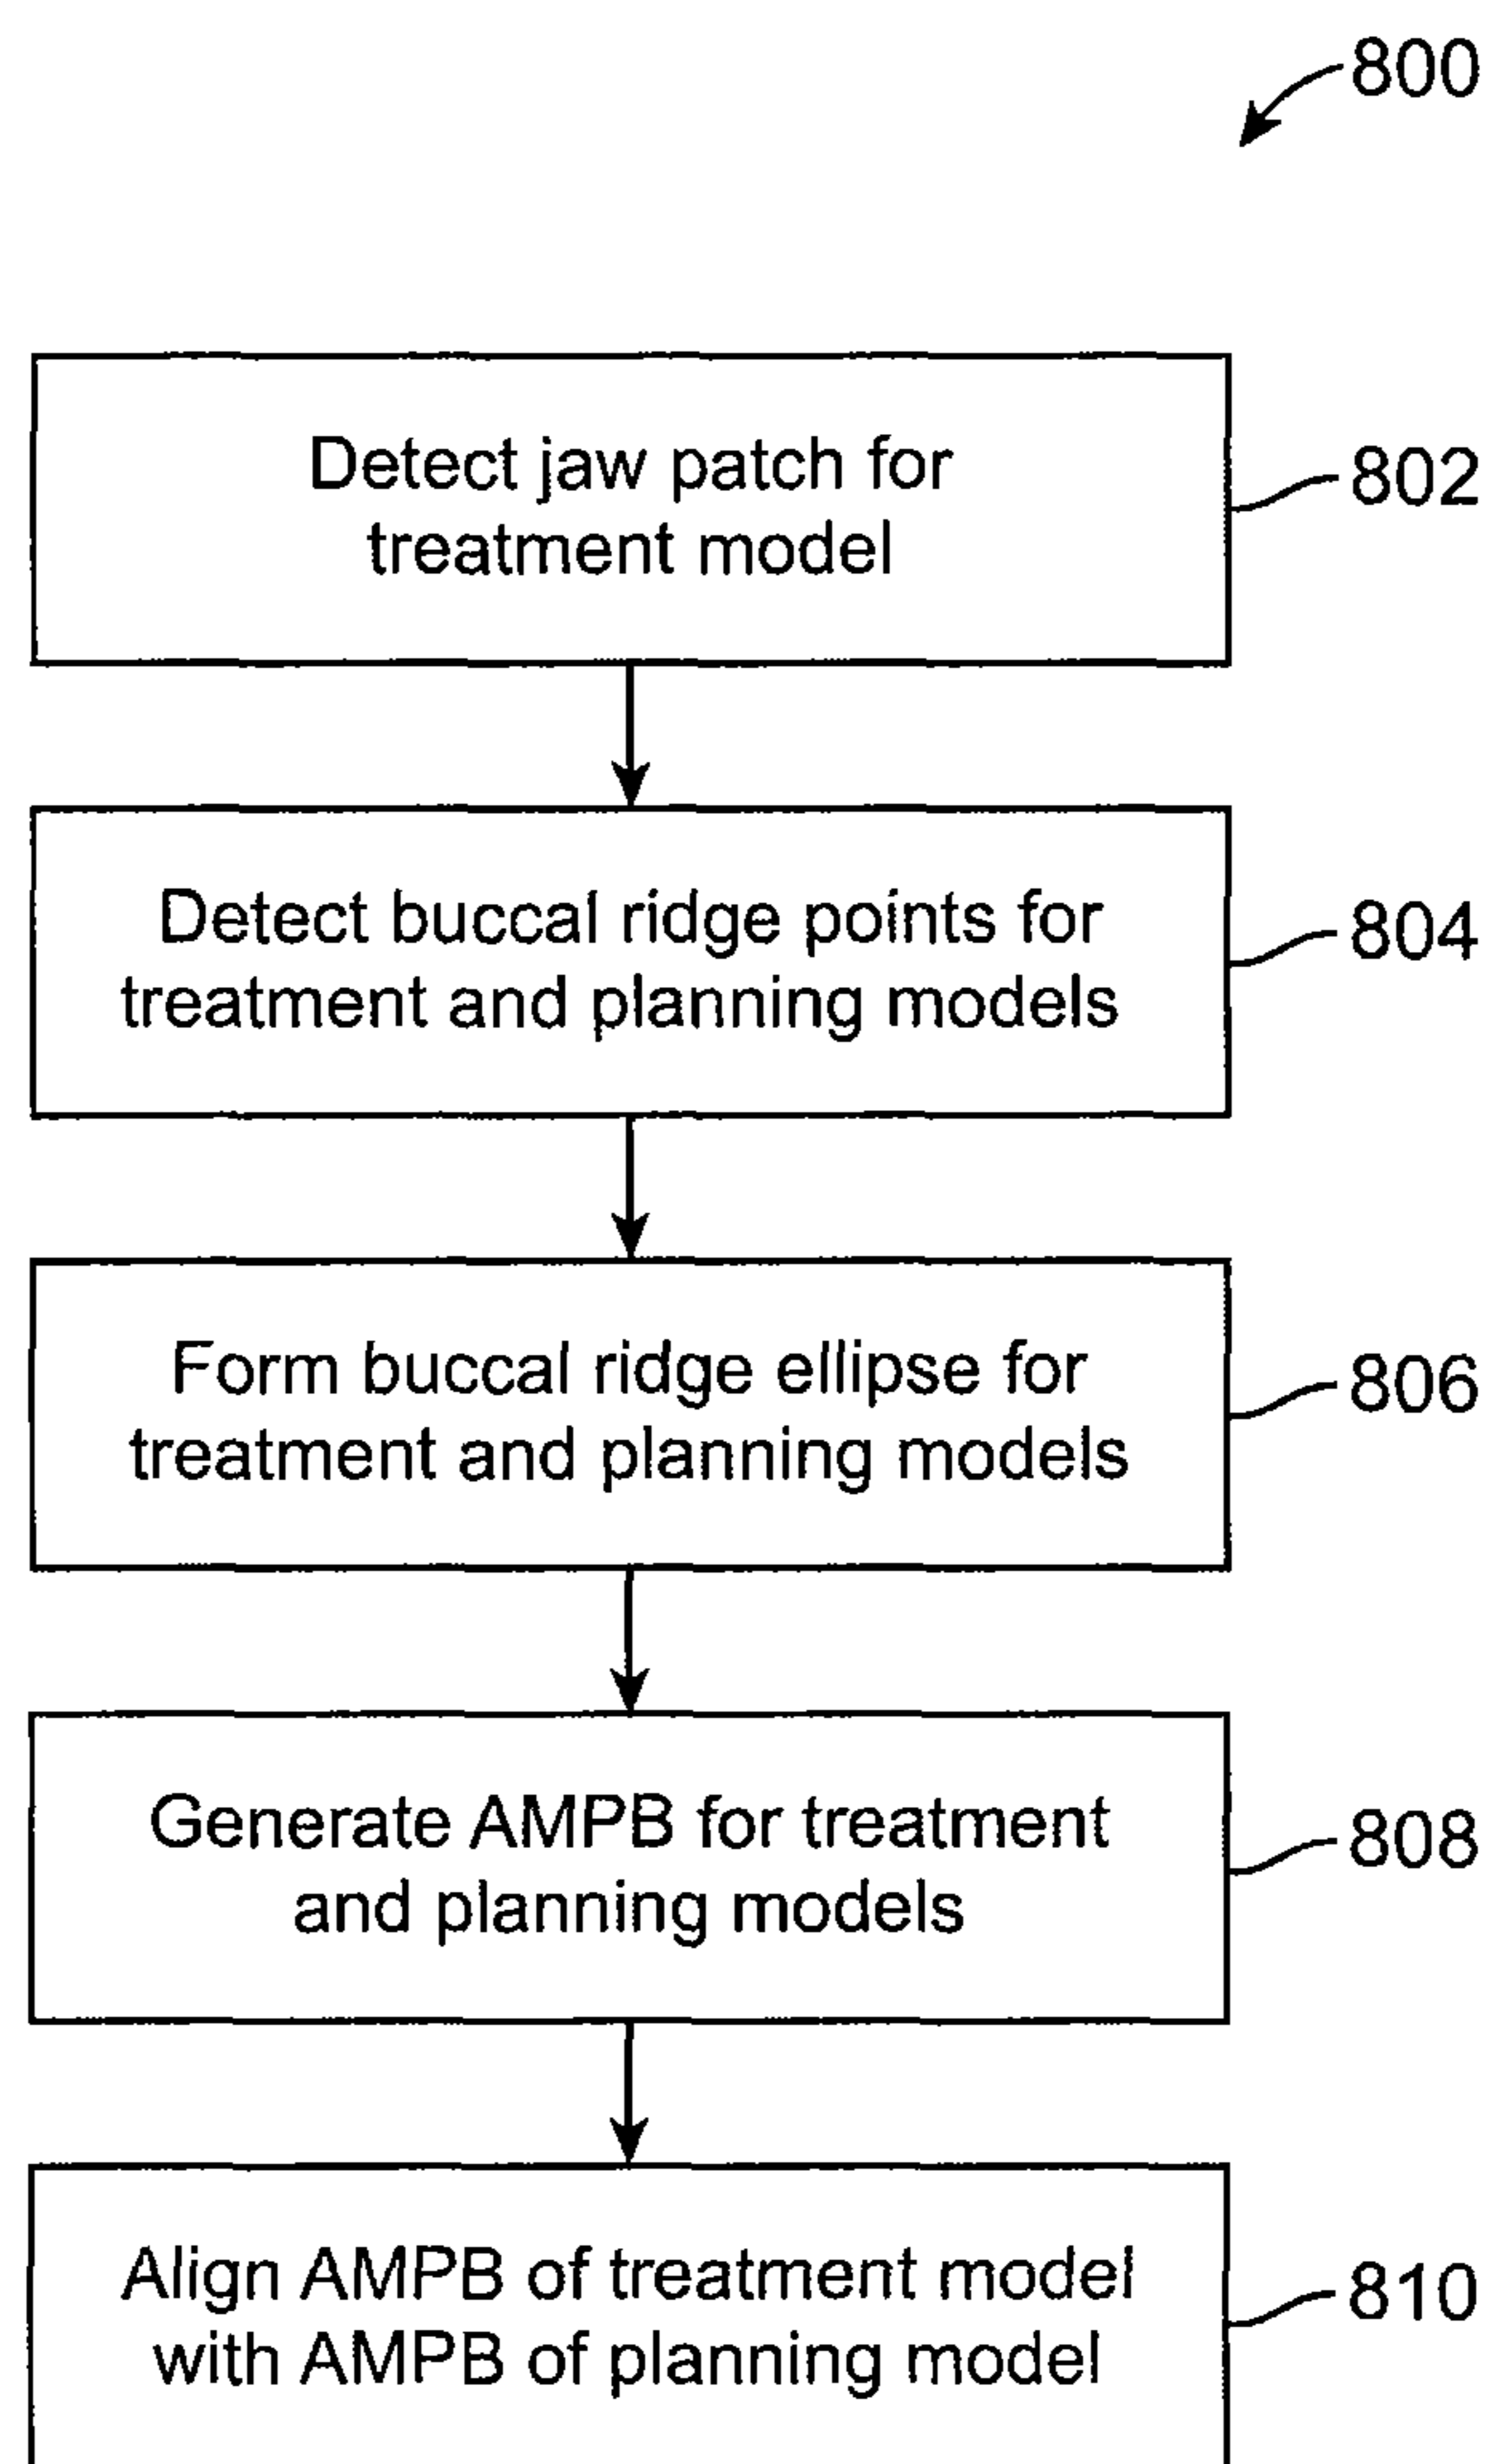 800
Detect jaw patch for
treatment model
802
Detect buccal ridge points for
treatment and planning models
804
Form buccal ridge ellipse for
treatment and planning models
806
Generate AMPB for treatment
and planning models
808
Align AMPB of treatment model
with AMPB of planning model
810